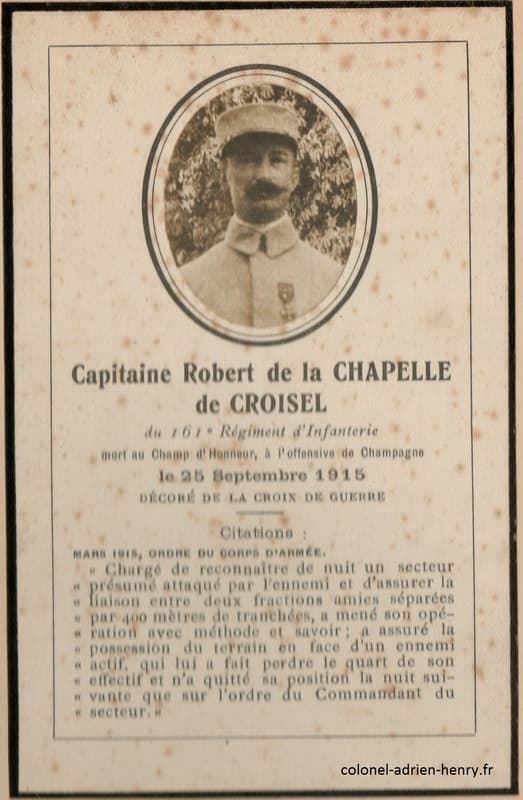 Capitaine Robert de la CHAPELLE
de CROISEL
du 161e Régiment d'Infanterie
mort au Champ d'Honneur, à l'offensive de Champagne
le 25 Septembre 1915
DÉCORÉ DE LA CROIX DE GUERRE
Citations :
MARS 1915, ORDRE DU CORPS D'ARMÉE.
« Chargé de reconnaître de nuit un secteur
« présumé attaqué par l'ennemi et d'assurer la
« liaison entre deux fractions amies séparées
« par 400 mètres de tranchées, a mené son opé-
« ration avec méthode et savoir ; a assuré la
« possession du terrain en face d'un ennemi
« actif, qui lui a fait perdre le quart de son
« effectif et n'a quitté sa position la nuit sui-
« vante que sur l'ordre du Commandant du
« secteur. »
colonel-adrien-henry.fr